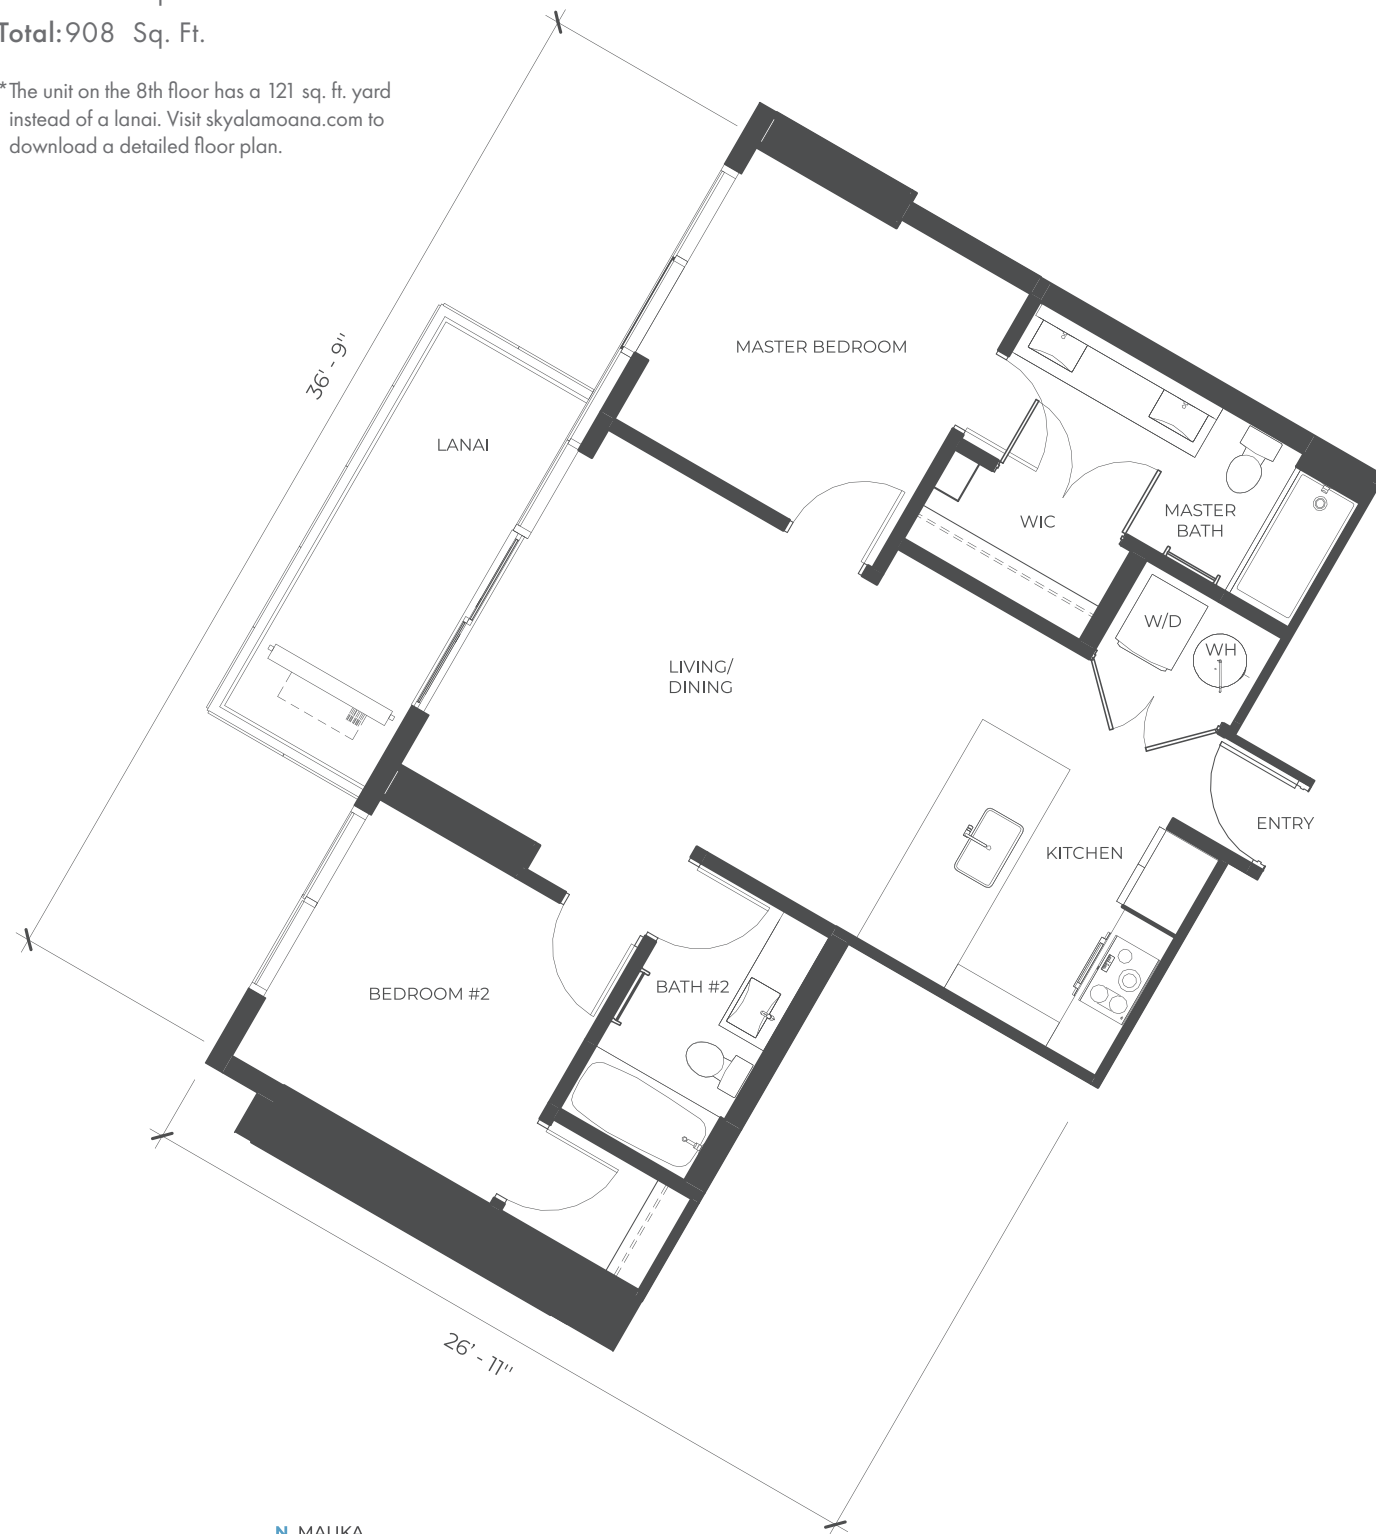 Total:908 Sq. Ft.
*The unit on the 8th floor has a 121 sq. ft. yard
instead of a lanai. Visit skyalamoana.com to
download a detailed floor plan.
36' - 9"
MASTER BEDROOM
LANAI
WIC
MASTER
BATH
W/D
WH
LIVING/
DINING
ENTRY
KITCHEN
BEDROOM #2
BATH #2
26' - 11"
N MAUKA